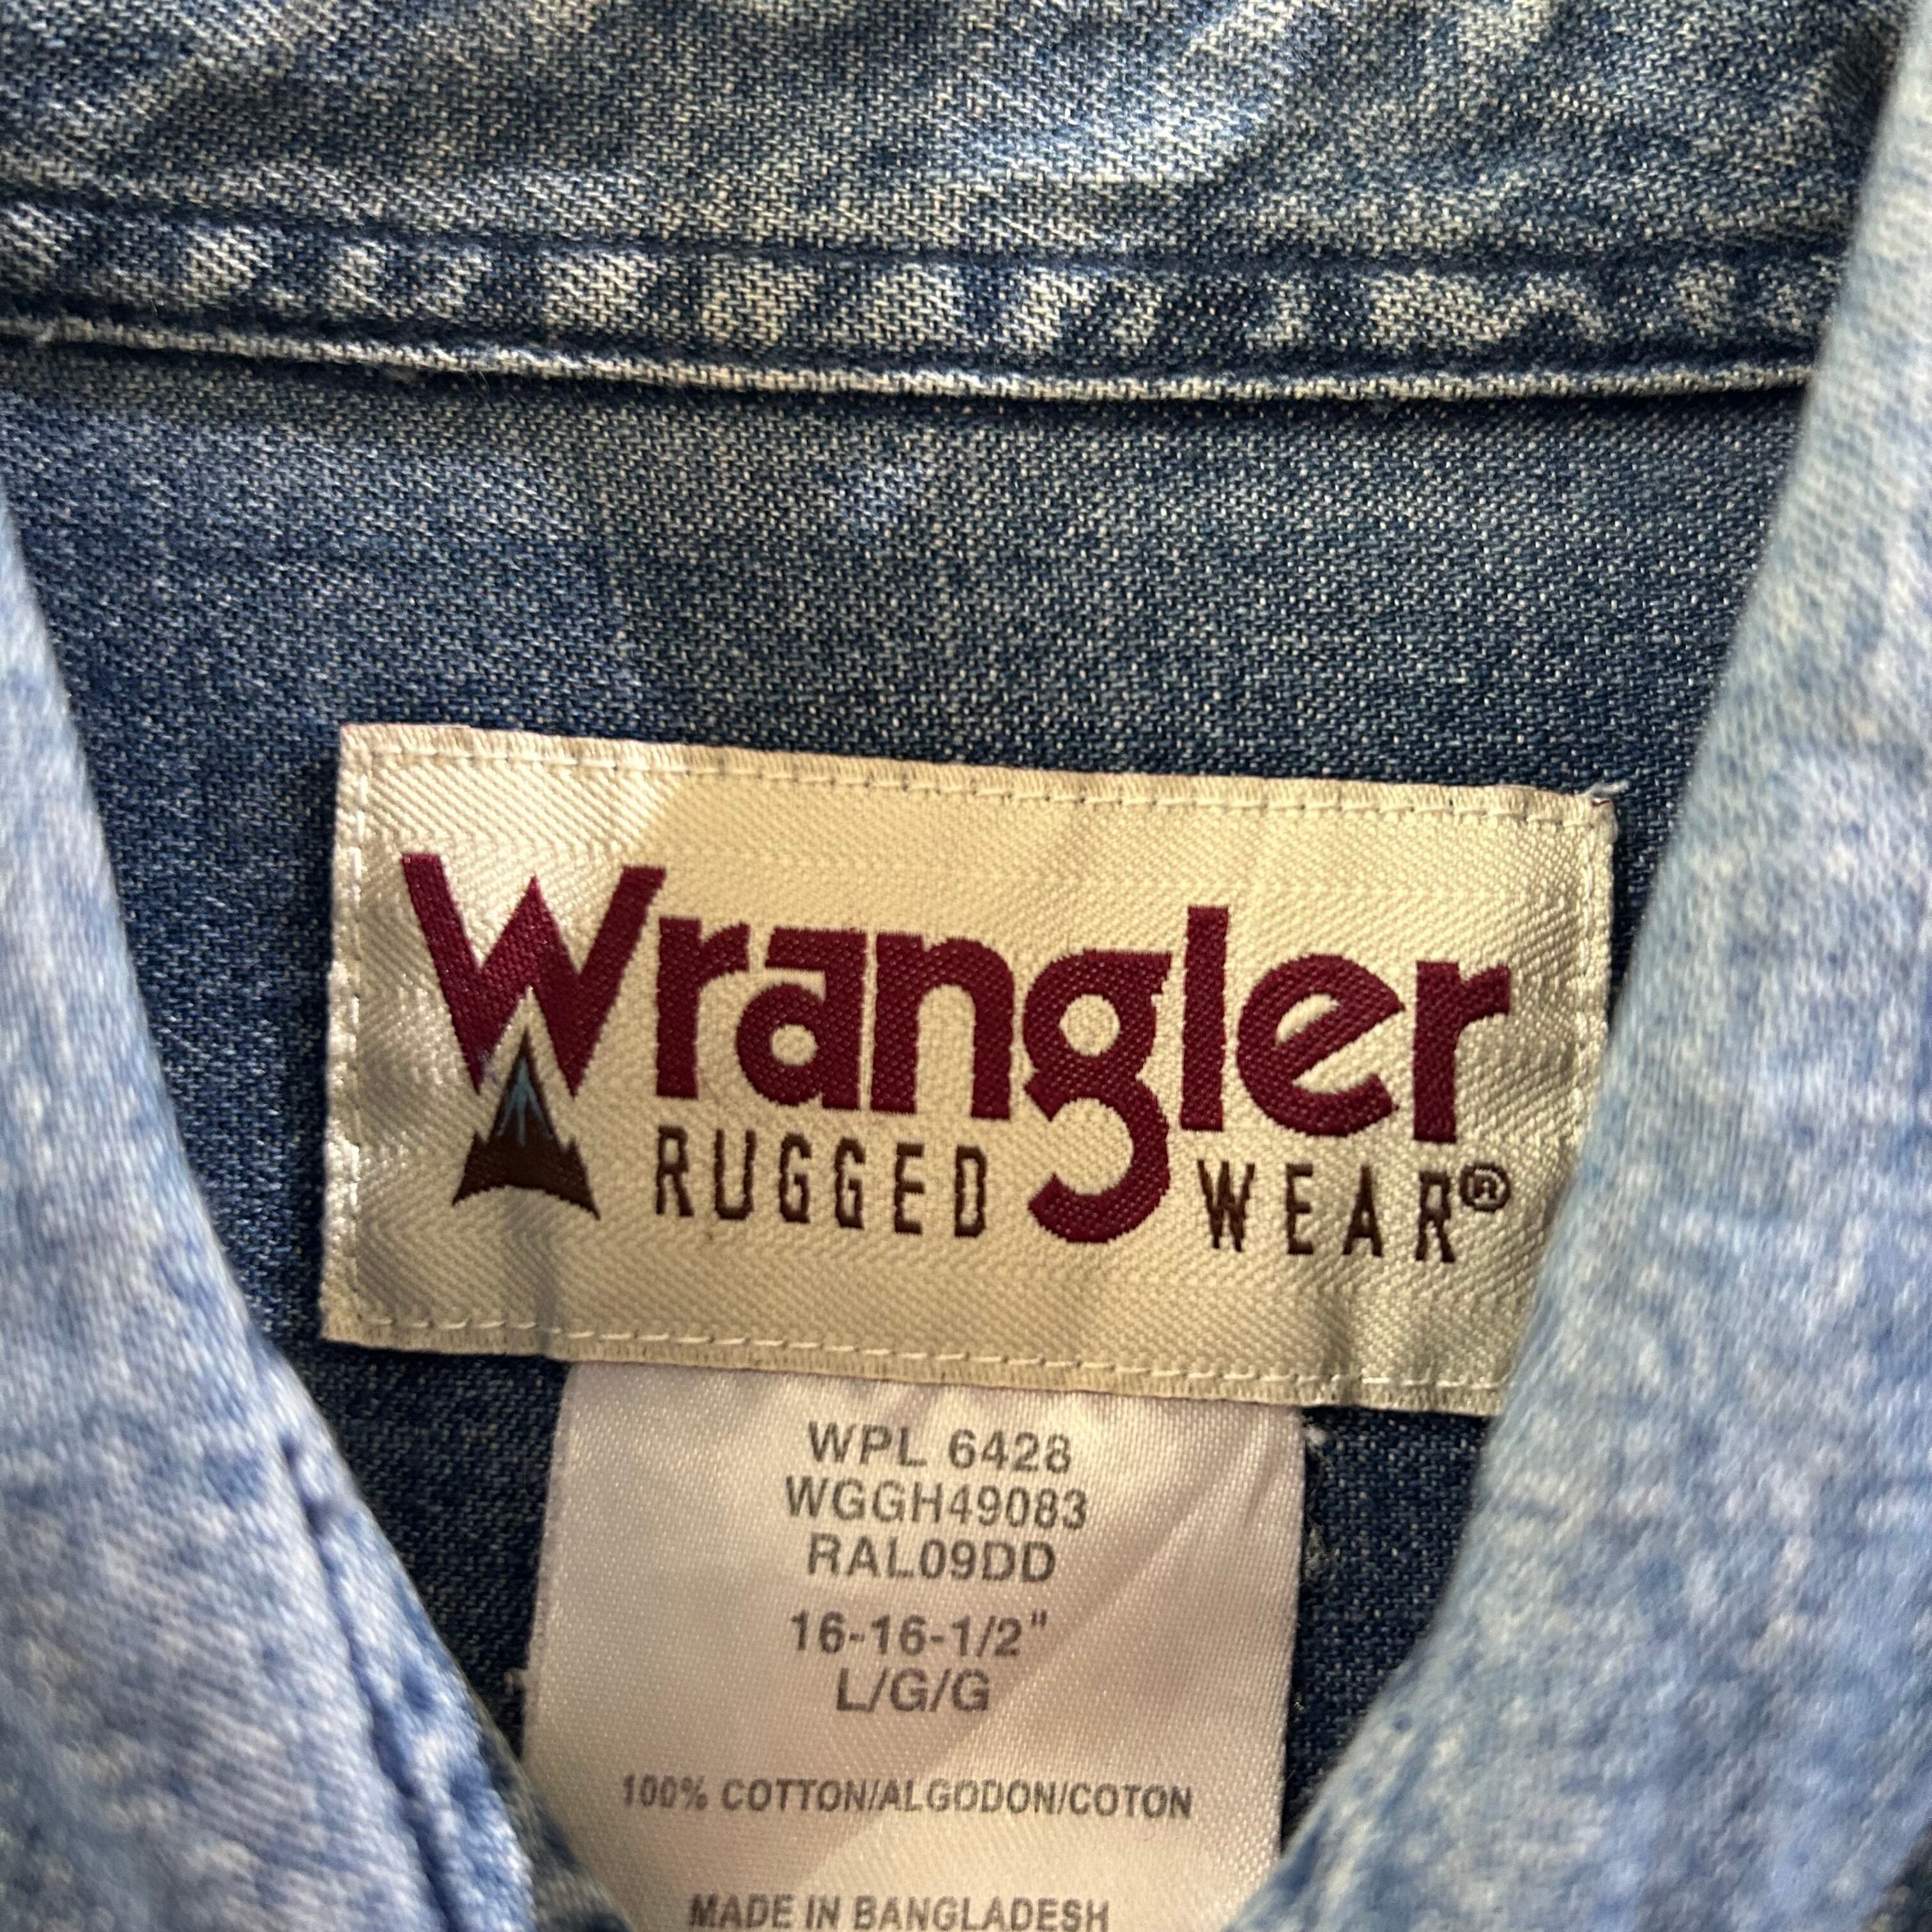 Wrangler
RUGGED WEAR®
WPL 6428
WGGH49083
RAL09DD
16-16-1/2"
L/G/G
100% COTTON/ALGODON/COTON
MADE IN BANGLADESH